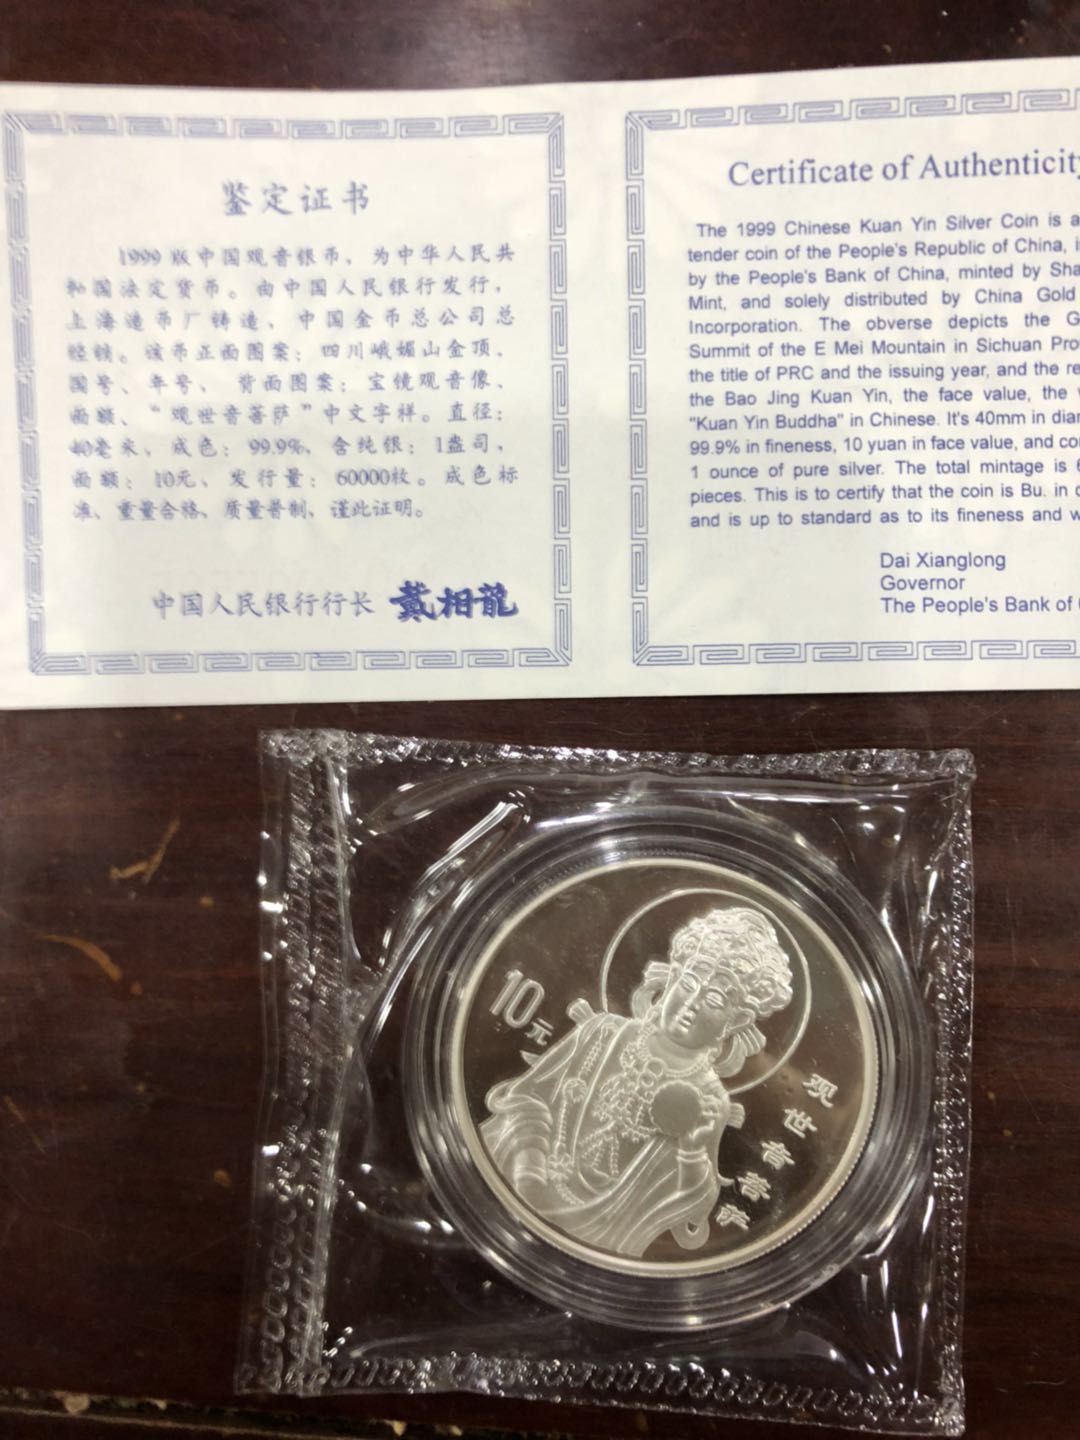 鉴定证书
1999版中国观音银币，为中华人民共
和国法定货币。由中国人民银行发行，
上海造币厂铸造、中国金币总公司总
经销。该币正面图案：四川峨媚山金顶、
国号、年号、背面图案：宝镜观音像、
面额、“观世音菩萨”中文字样。直径：
40毫米、成色：99.9%，含纯银：1盎司，
面额：10元、发行量：60000枚。成色标
准、重量合格、质量普制，谨此证明。
中国人民银行行长 戴相龍
Certificate of Authenticity
The 1999 Chinese Kuan Yin Silver Coin is a
tender coin of the People's Republic of China, i
by the People's Bank of China, minted by Sha
Mint, and solely distributed by China Gold
Incorporation. The obverse depicts the G
Summit of the E Mei Mountain in Sichuan Pro
the title of PRC and the issuing year, and the re
the Bao Jing Kuan Yin, the face value, the
"Kuan Yin Buddha" in Chinese. It's 40mm in dia
99.9% in fineness, 10 yuan in face value, and co
1 ounce of pure silver. The total mintage is
pieces. This is to certify that the coin is Bu. in
and is up to standard as to its fineness and w
Dai Xianglong
Governor
The People's Bank of
10元
观世音菩萨